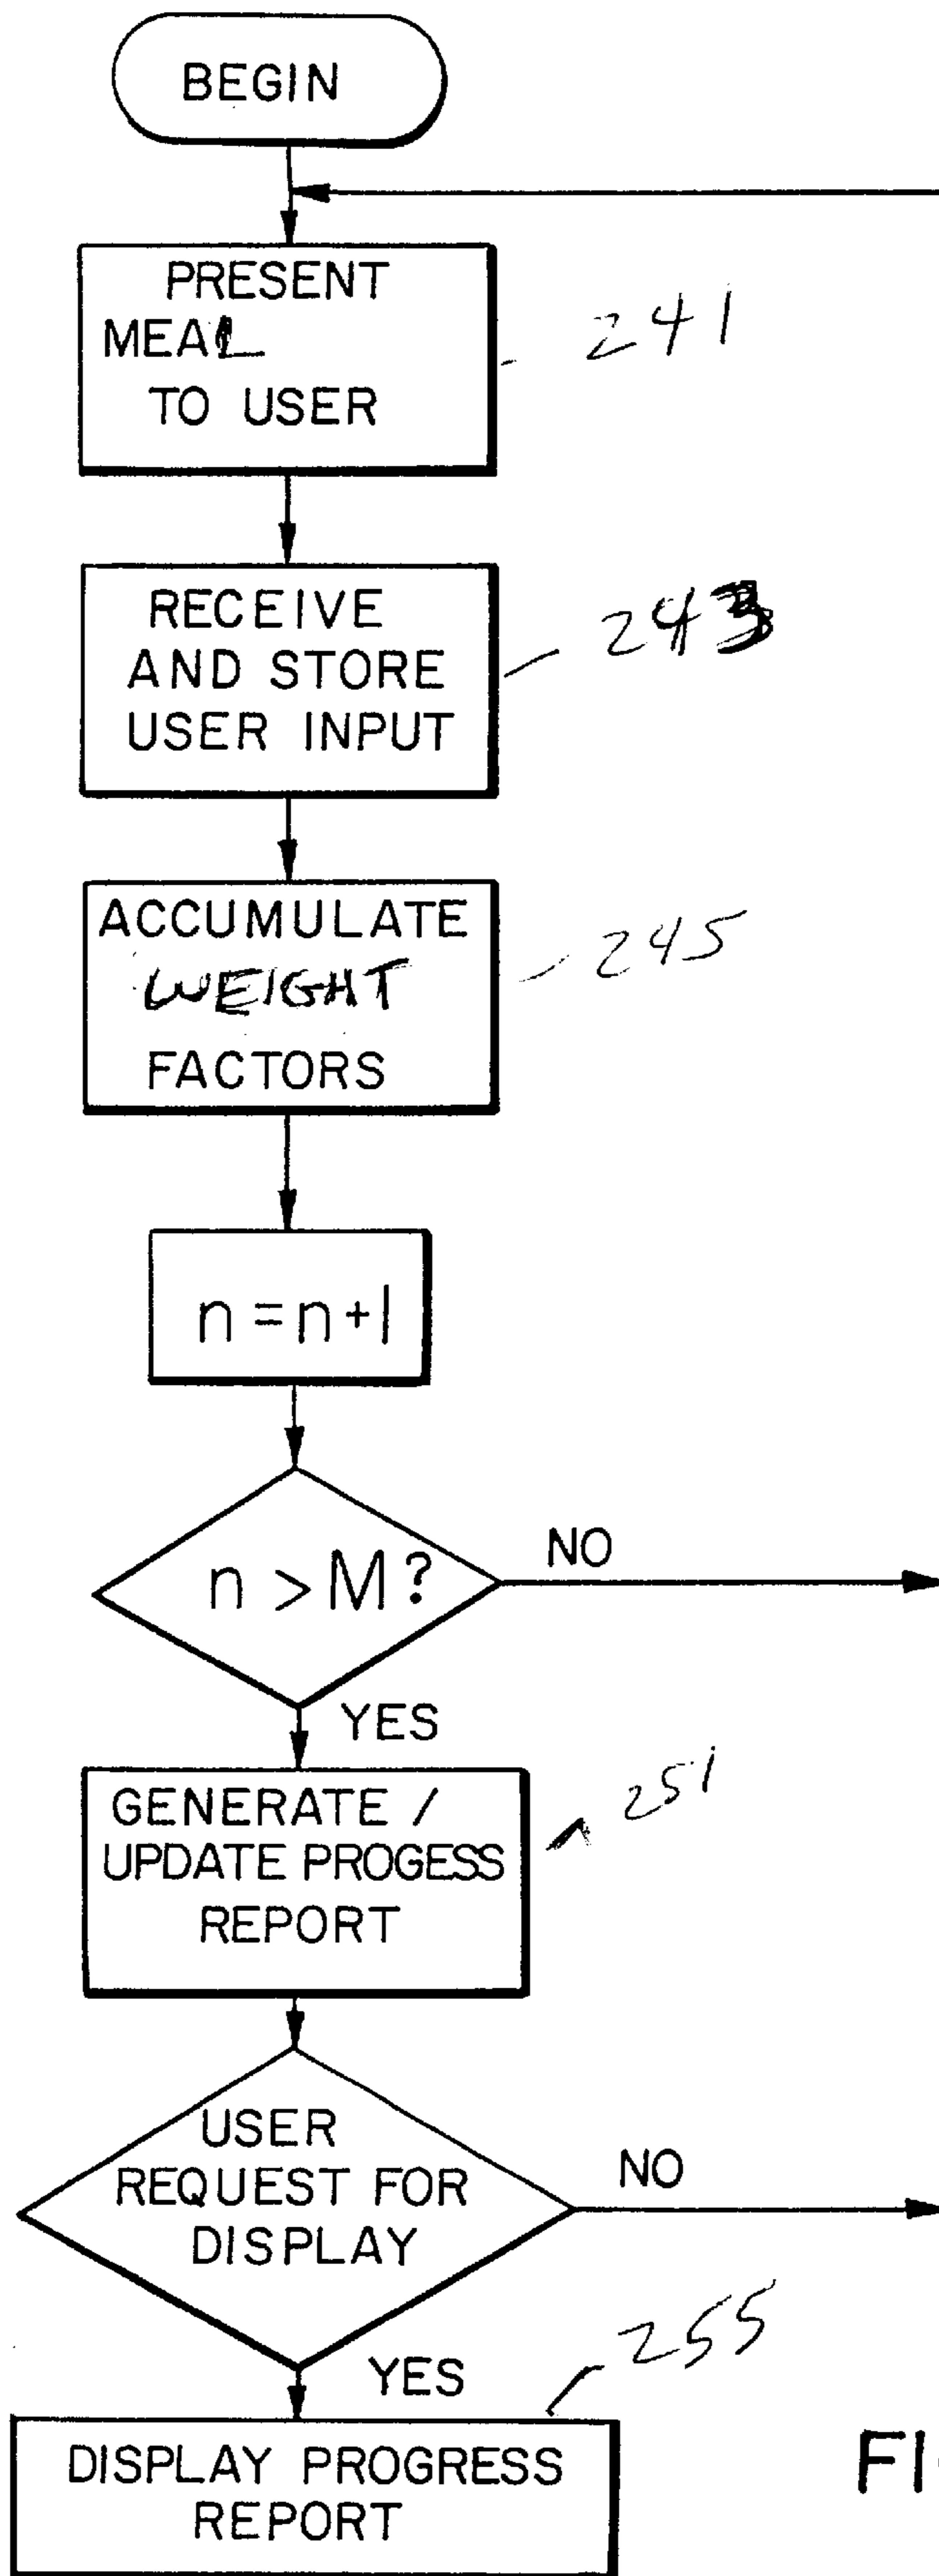 BEGIN
PRESENT
MEAL
TO USER
241
RECEIVE
AND STORE
USER INPUT
243
ACCUMULATE
WEIGHT
FACTORS
245
n = n+1
n > M?
NO
YES
GENERATE /
UPDATE PROGESS
REPORT
251
USER
REQUEST FOR
DISPLAY
NO
YES
255
DISPLAY PROGRESS
REPORT